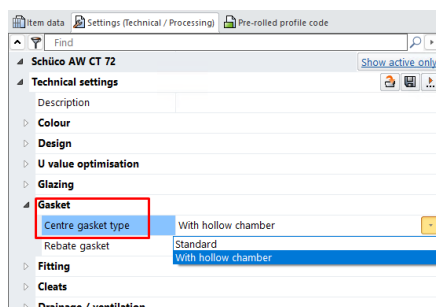 Item data Settings (Technical / Processing) Pre-rolled profile code
Find
Schüco AW CT 72 Show active only
Technical settings
Description
Colour
Design
U value optimisation
Glazing
Gasket
Centre gasket type With hollow chamber
Rebate gasket Standard
With hollow chamber
Fitting
Cleats
Drainage / ventilation